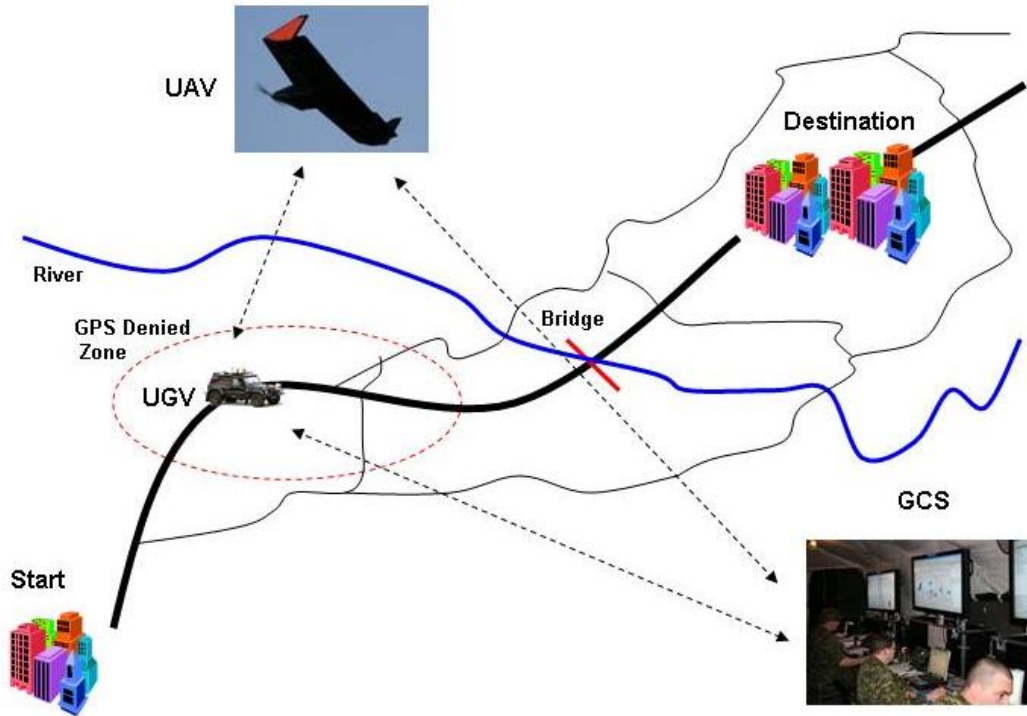 UAV
Destination
River
GPS Denied
Zone
Bridge
UGV
GCS
Start